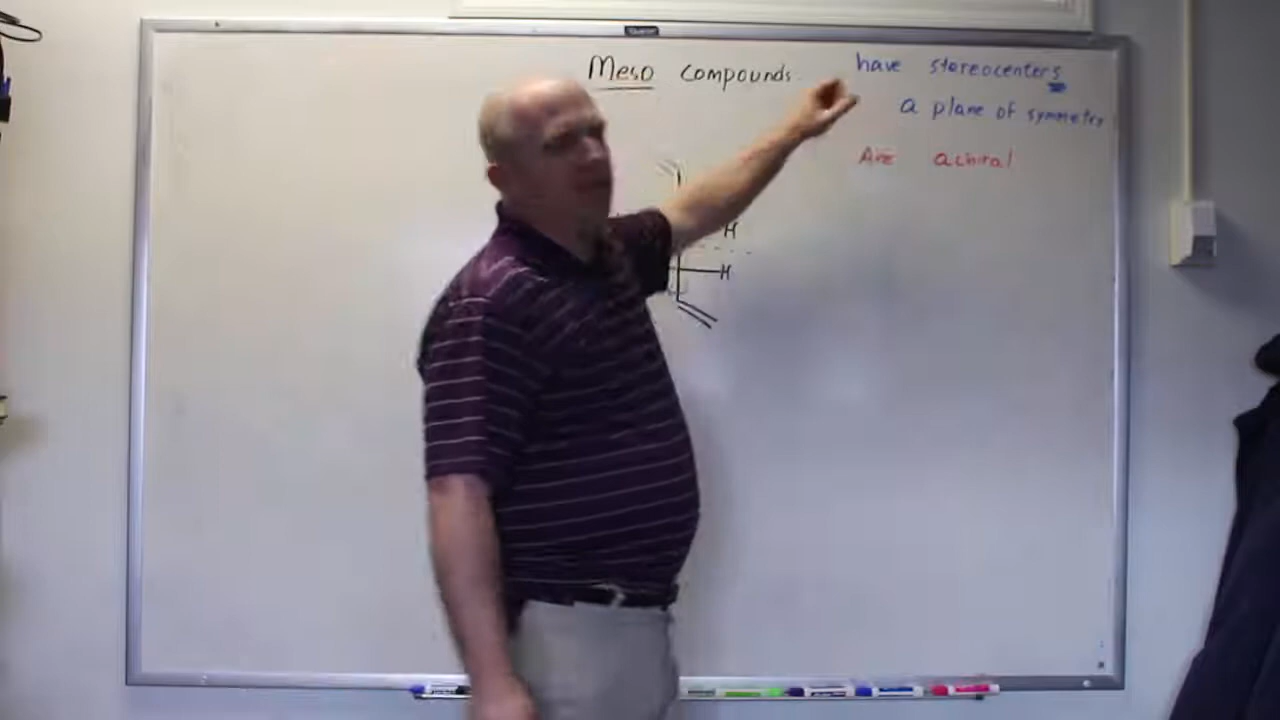 Meso compounds
have stereocenters
a plane of symmetry
Are achiral
H
H